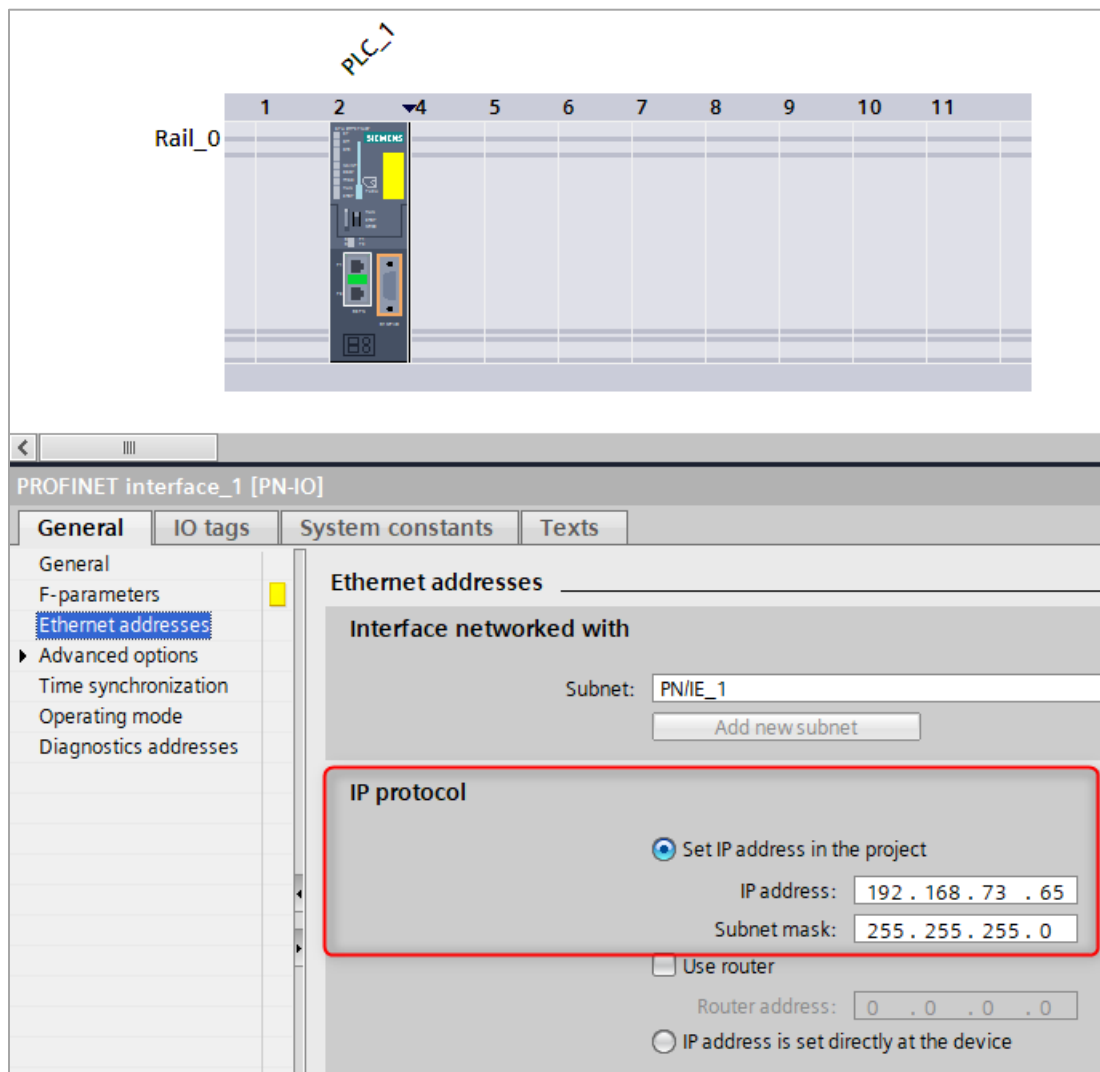 PLC_1
1 2 4 5 6 7 8 9 10 11
Rail_0
SIEMENS
PROFINET interface_1 [PN-IO]
General IO tags System constants Texts
General
F-parameters
Ethernet addresses
Advanced options
Time synchronization
Operating mode
Diagnostics addresses
Ethernet addresses
Interface networked with
Subnet: PN/IE_1
Add new subnet
IP protocol
Set IP address in the project
IP address: 192 . 168 . 73 . 65
Subnet mask: 255 . 255 . 255 . 0
Use router
Router address: 0 . 0 . 0 . 0
IP address is set directly at the device